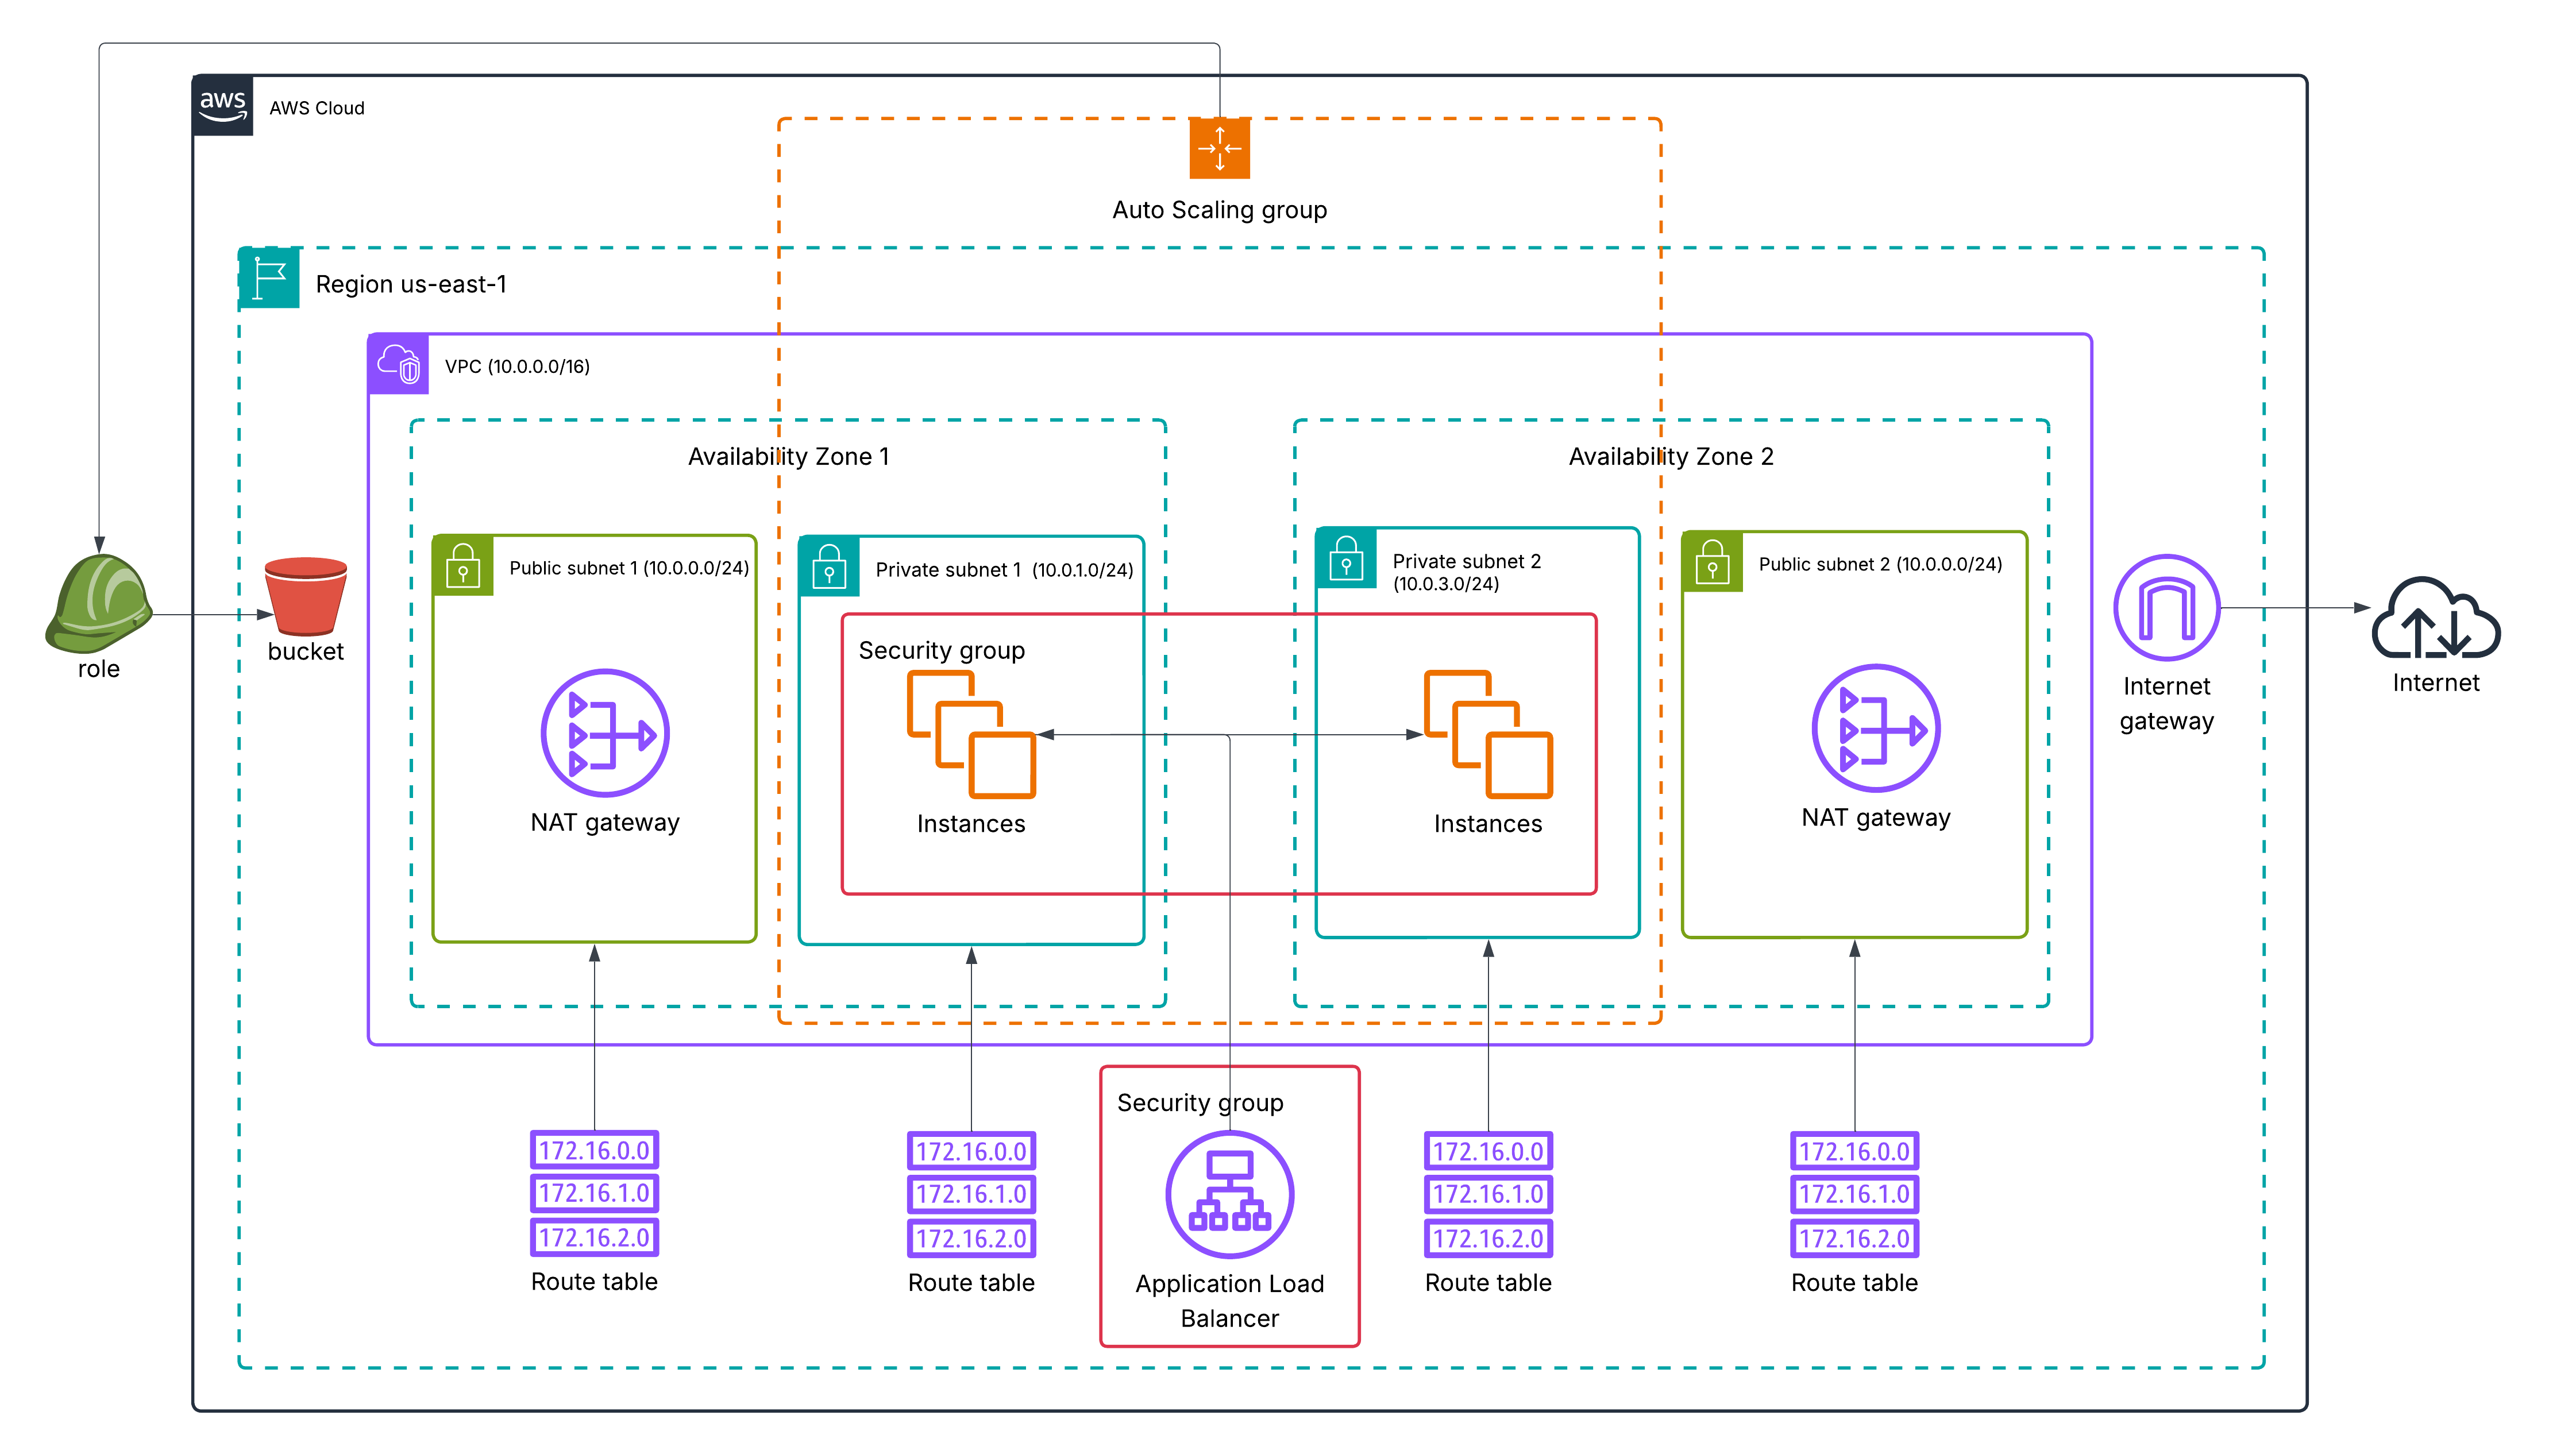 aws
AWS Cloud
Auto Scaling group
Region us-east-1
VPC (10.0.0.0/16)
Availability Zone 1
Availability Zone 2
Public subnet 1 (10.0.0.0/24)
Private subnet 1 (10.0.1.0/24)
Private subnet 2
(10.0.3.0/24)
Public subnet 2 (10.0.0.0/24)
role
bucket
Security group
NAT gateway
Instances
Instances
NAT gateway
Internet
gateway
Internet
172.16.0.0
172.16.1.0
172.16.2.0
Route table
172.16.0.0
172.16.1.0
172.16.2.0
Route table
Security group
Application Load
Balancer
172.16.0.0
172.16.1.0
172.16.2.0
Route table
172.16.0.0
172.16.1.0
172.16.2.0
Route table